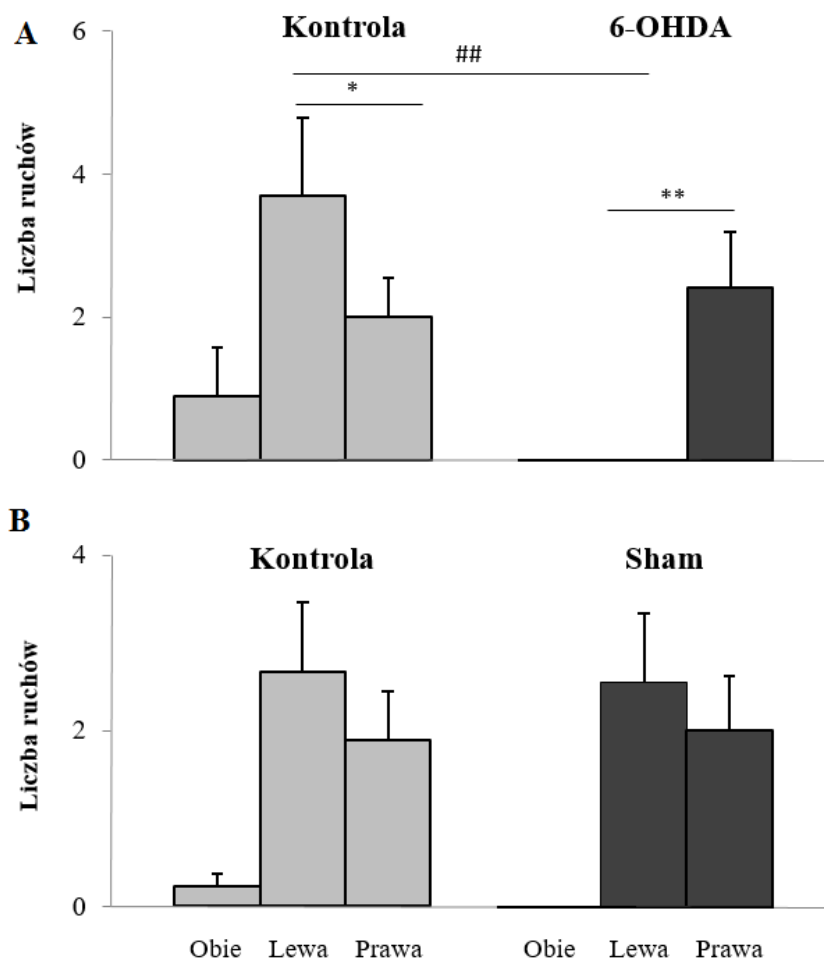 A
Kontrola 6-OHDA
##
*
**
Liczba ruchów
6
4
2
0
B
Kontrola Sham
Liczba ruchów
4
2
0
Obie Lewa Prawa Obie Lewa Prawa